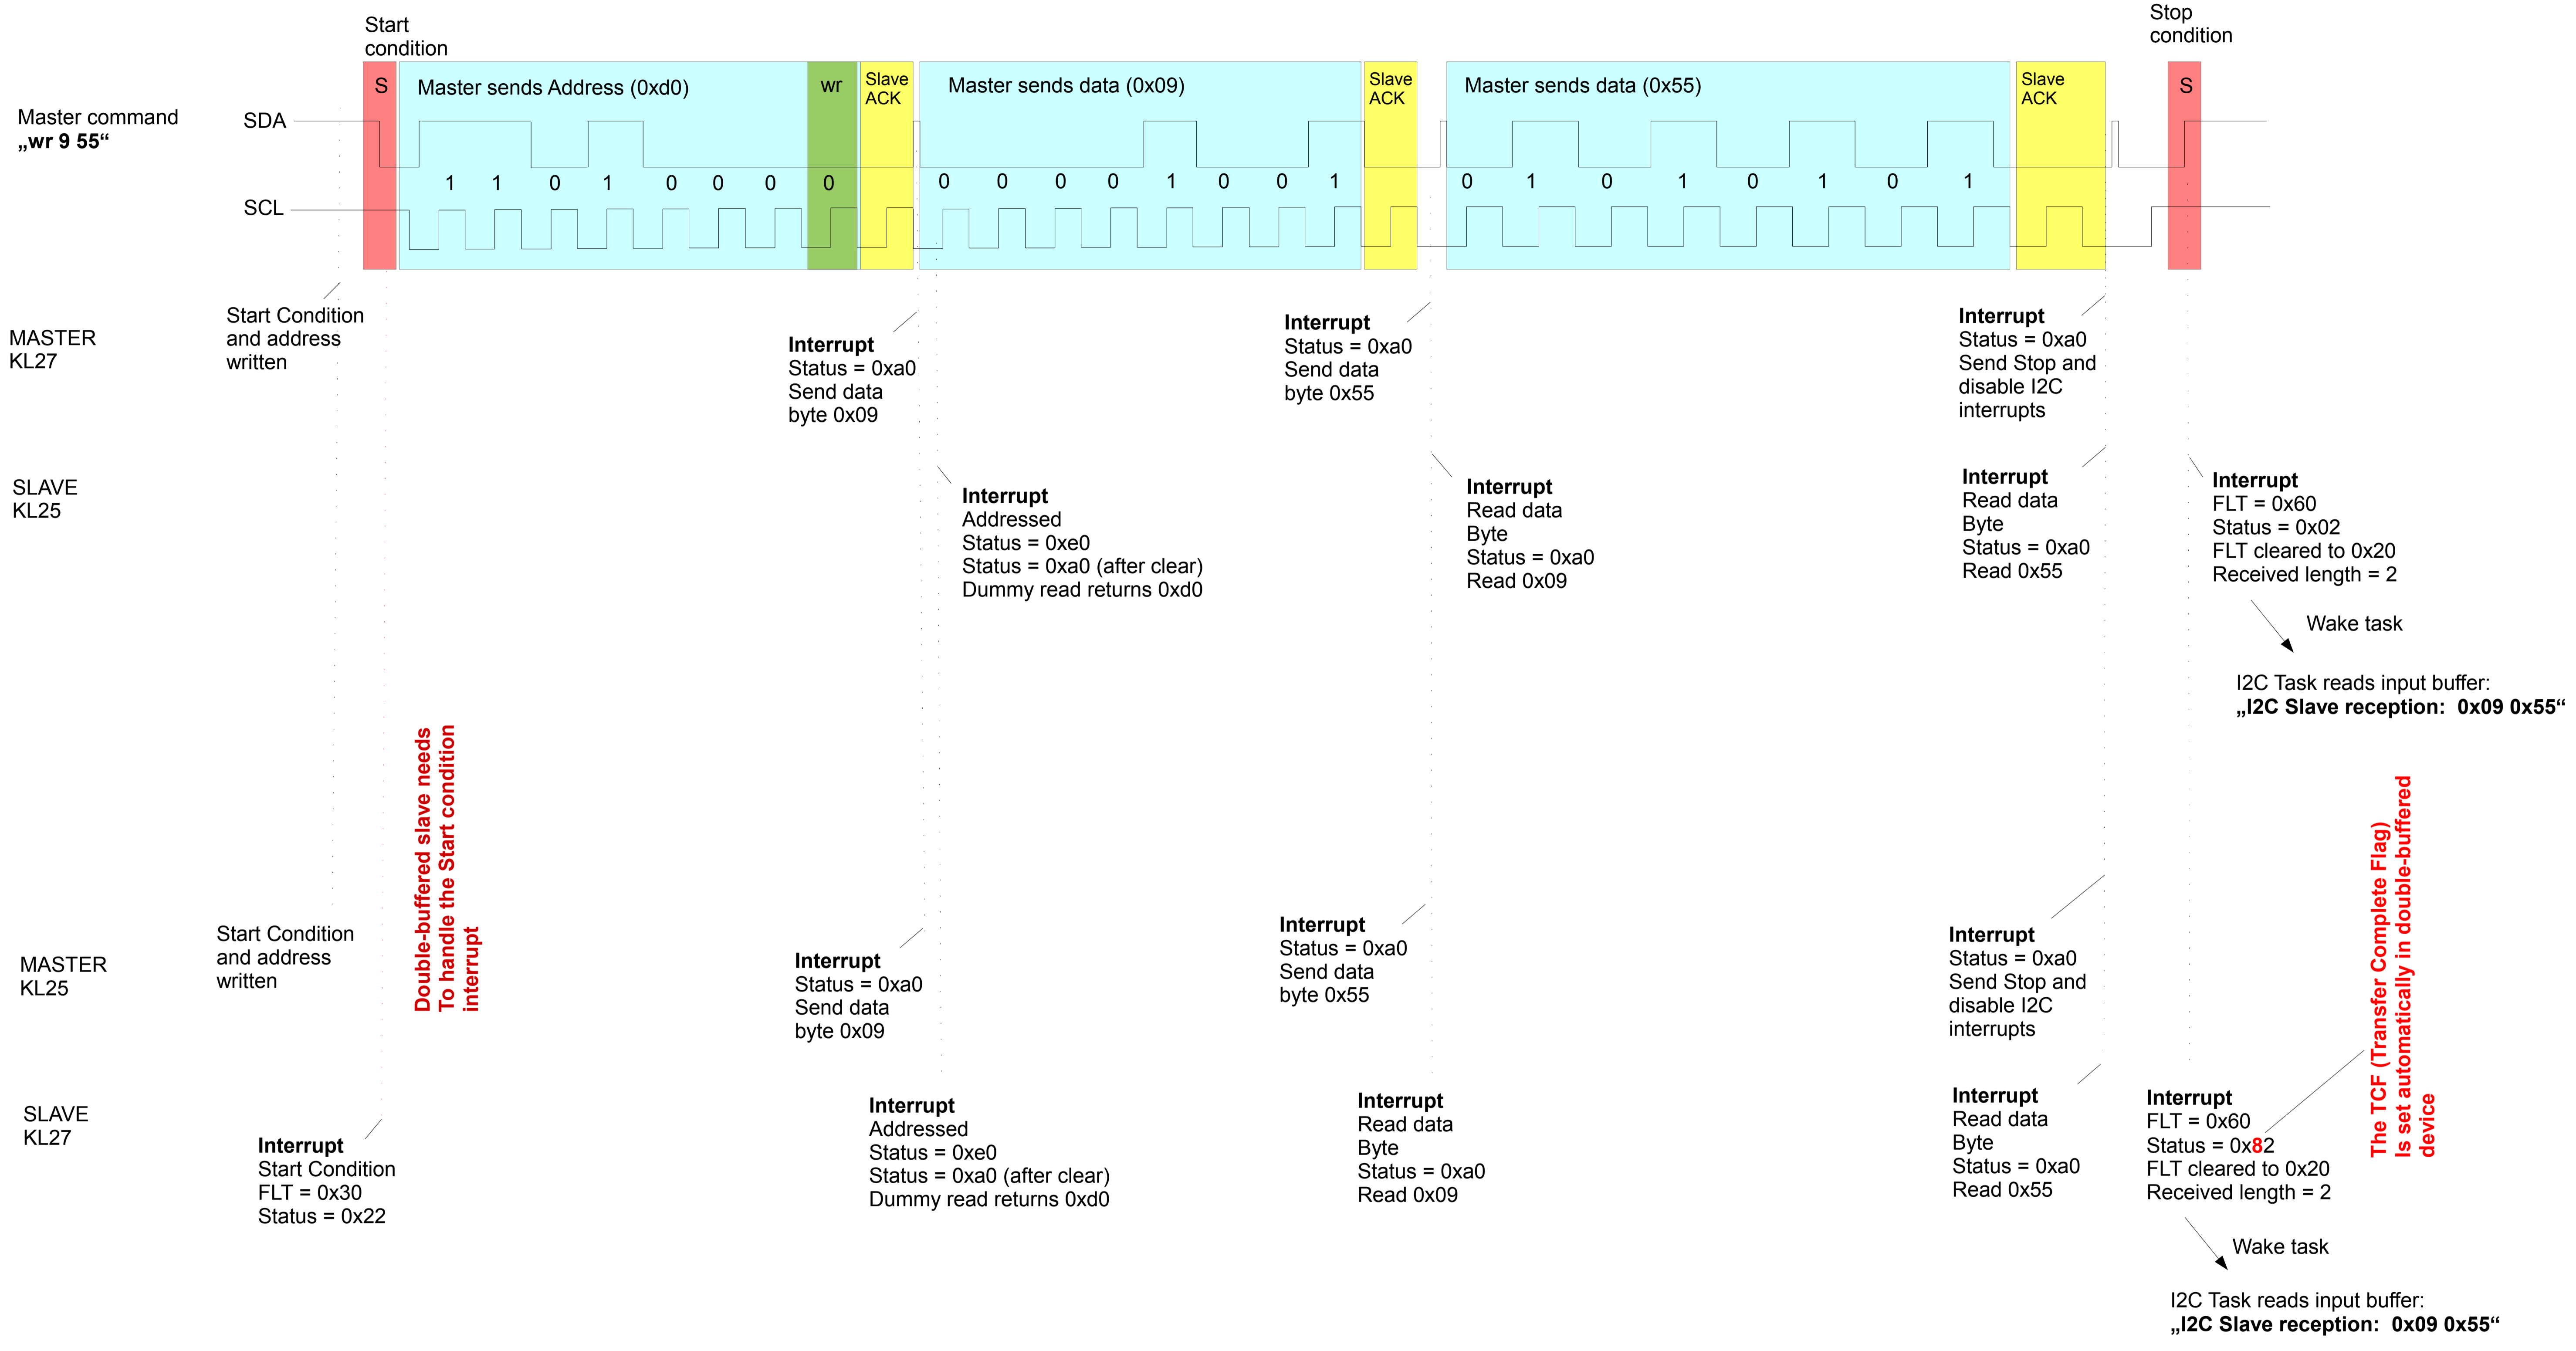 Start
condition
Stop
condition
S
Master sends Address (0xd0)
wr
Slave
ACK
Master sends data (0x09)
Slave
ACK
Master sends data (0x55)
Slave
ACK
S
Master command
„wr 9 55“
SDA
1 1 0 1 0 0 0 0
0 0 0 0 1 0 0 1
0 1 0 1 0 1 0 1
SCL
MASTER
KL27
Start Condition
and address
written
Interrupt
Status = 0xa0
Send data
byte 0x09
Interrupt
Status = 0xa0
Send data
byte 0x55
Interrupt
Status = 0xa0
Send Stop and
disable I2C
interrupts
SLAVE
KL25
Interrupt
Addressed
Status = 0xe0
Status = 0xa0 (after clear)
Dummy read returns 0xd0
Interrupt
Read data
Byte
Status = 0xa0
Read 0x09
Interrupt
Read data
Byte
Status = 0xa0
Read 0x55
Interrupt
FLT = 0x60
Status = 0x02
FLT cleared to 0x20
Received length = 2
Wake task
I2C Task reads input buffer:
„I2C Slave reception:  0x09 0x55“
Double-buffered slave needs
To handle the Start condition
interrupt
The TCF (Transfer Complete Flag)
Is set automatically in double-buffered
device
MASTER
KL25
Start Condition
and address
written
Interrupt
Status = 0xa0
Send data
byte 0x09
Interrupt
Status = 0xa0
Send data
byte 0x55
Interrupt
Status = 0xa0
Send Stop and
disable I2C
interrupts
SLAVE
KL27
Interrupt
Start Condition
FLT = 0x30
Status = 0x22
Interrupt
Addressed
Status = 0xe0
Status = 0xa0 (after clear)
Dummy read returns 0xd0
Interrupt
Read data
Byte
Status = 0xa0
Read 0x09
Interrupt
Read data
Byte
Status = 0xa0
Read 0x55
Interrupt
FLT = 0x60
Status = 0x82
FLT cleared to 0x20
Received length = 2
Wake task
I2C Task reads input buffer:
„I2C Slave reception:  0x09 0x55“